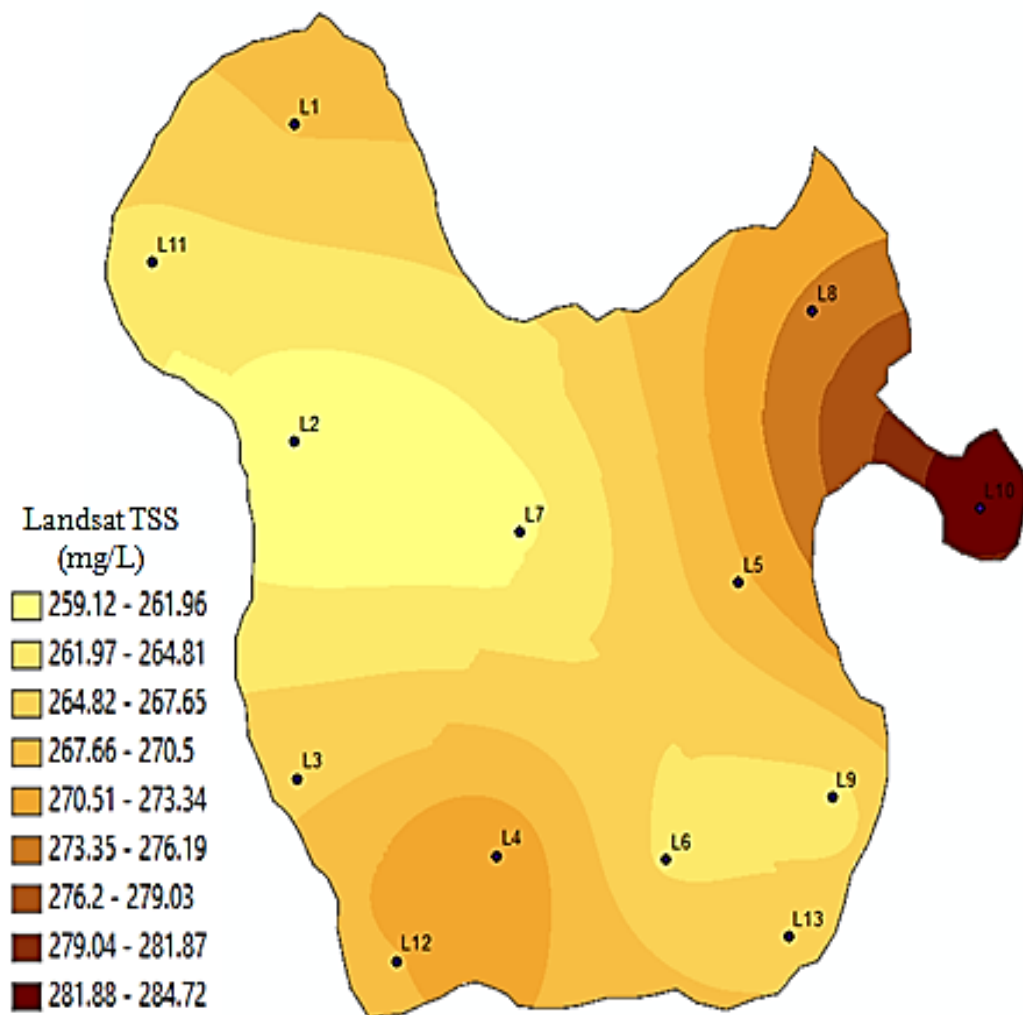 L1
L11
L8
L2
L10
L7
L5
L3
L9
L4
L6
L13
L12
Landsat TSS
(mg/L)
259.12 - 261.96
261.97 - 264.81
264.82 - 267.65
267.66 - 270.5
270.51 - 273.34
273.35 - 276.19
276.2 - 279.03
279.04 - 281.87
281.88 - 284.72